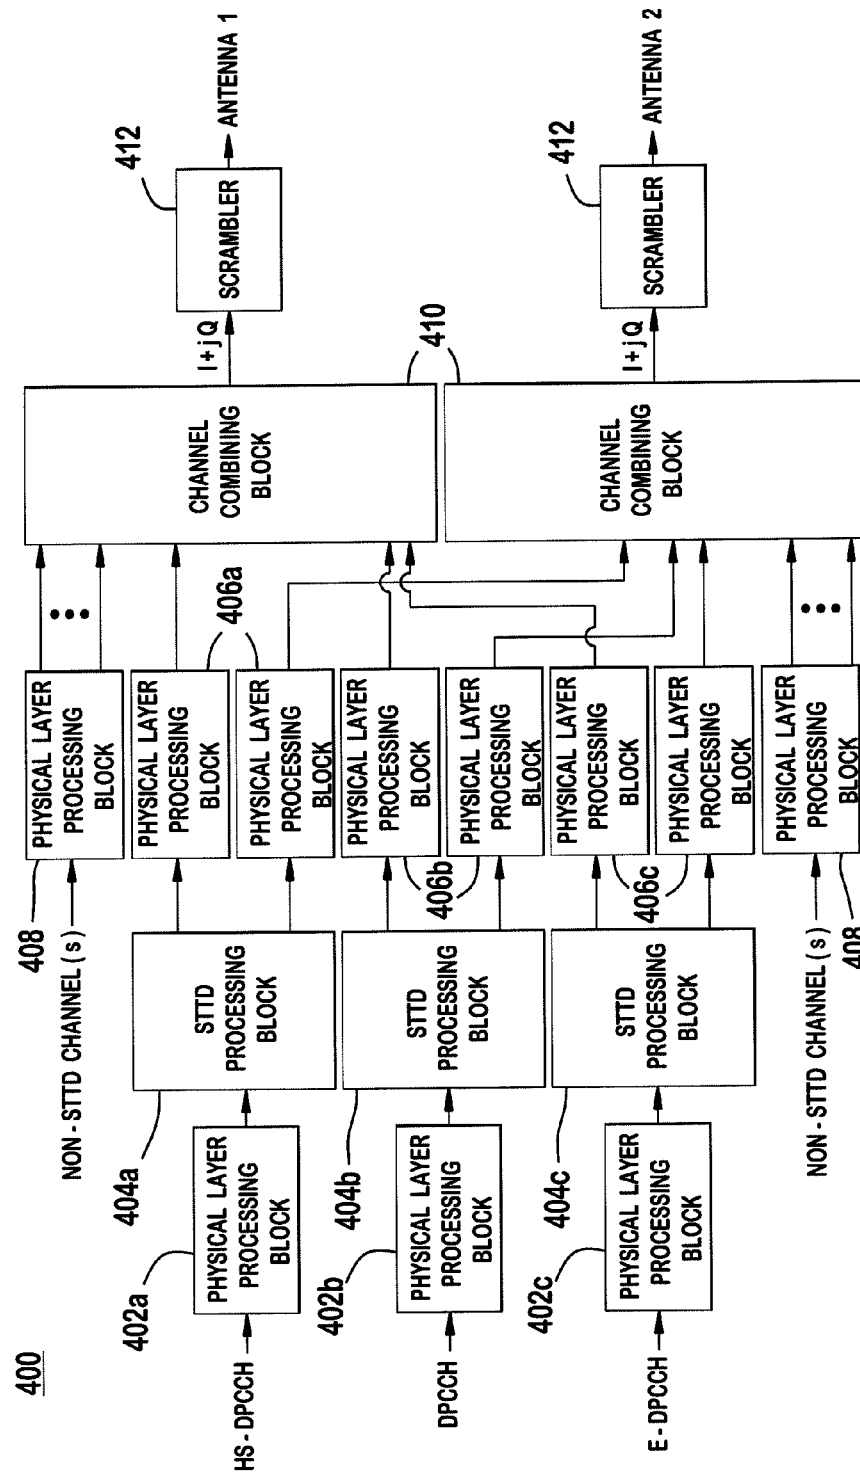 400
HS-DPCCH
DPCCH
E-DPCCH
402a
PHYSICAL LAYER
PROCESSING
BLOCK
402b
PHYSICAL LAYER
PROCESSING
BLOCK
402c
PHYSICAL LAYER
PROCESSING
BLOCK
NON-STTD CHANNEL(s)
404a
STTD
PROCESSING
BLOCK
404b
STTD
PROCESSING
BLOCK
404c
STTD
PROCESSING
BLOCK
NON-STTD CHANNEL(s)
408
PHYSICAL LAYER
PROCESSING
BLOCK
PHYSICAL LAYER
PROCESSING
BLOCK
406a
PHYSICAL LAYER
PROCESSING
BLOCK
PHYSICAL LAYER
PROCESSING
BLOCK
406b
PHYSICAL LAYER
PROCESSING
BLOCK
PHYSICAL LAYER
PROCESSING
BLOCK
406c
PHYSICAL LAYER
PROCESSING
BLOCK
PHYSICAL LAYER
PROCESSING
BLOCK
408
CHANNEL
COMBINING
BLOCK
410
CHANNEL
COMBINING
BLOCK
I+jQ
SCRAMBLER
412
ANTENNA 1
I+jQ
SCRAMBLER
412
ANTENNA 2